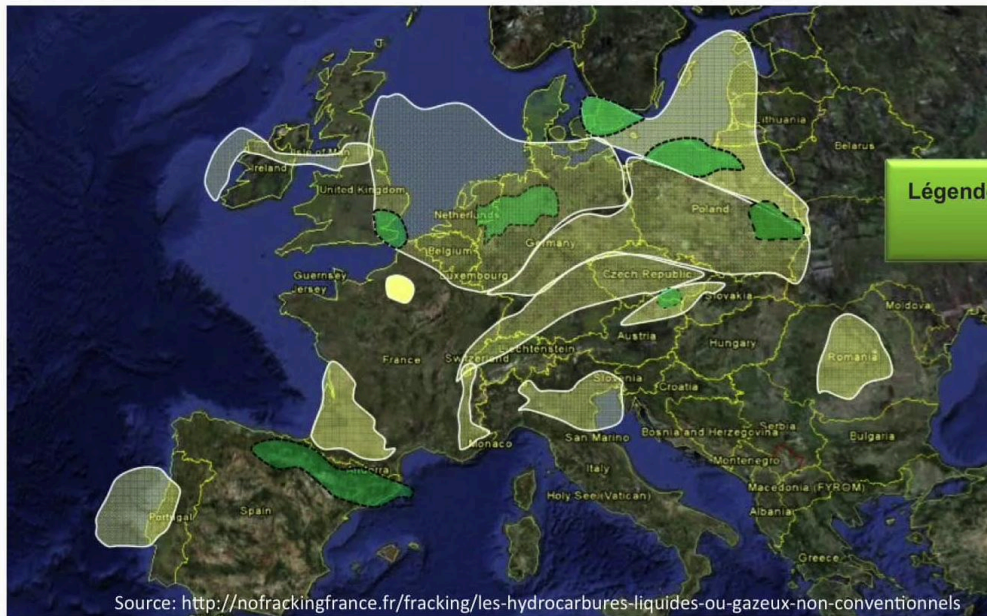 Lithuania
Belarus
Isle of Man
Ireland
Légend
United Kingdom
Poland
Netherlands
Germany
Belgium
Luxembourg
Czech Republic
Guernsey
Jersey
Slovakia
Moldova
Austria
Hungary
France
Switzerland
Liechtenstein
Romania
Slovenia
Croatia
Monaco
San Marino
Bosnia and Herzegovina
Serbia
Bulgaria
Montenegro
Andorra
Italy
Macedonia (FYROM)
Holy See (Vatican)
Albania
Portugal
Spain
Greece
Source: http://nofrackingfrance.fr/fracking/les-hydrocarbures-liquides-ou-gazeux-non-conventionnels